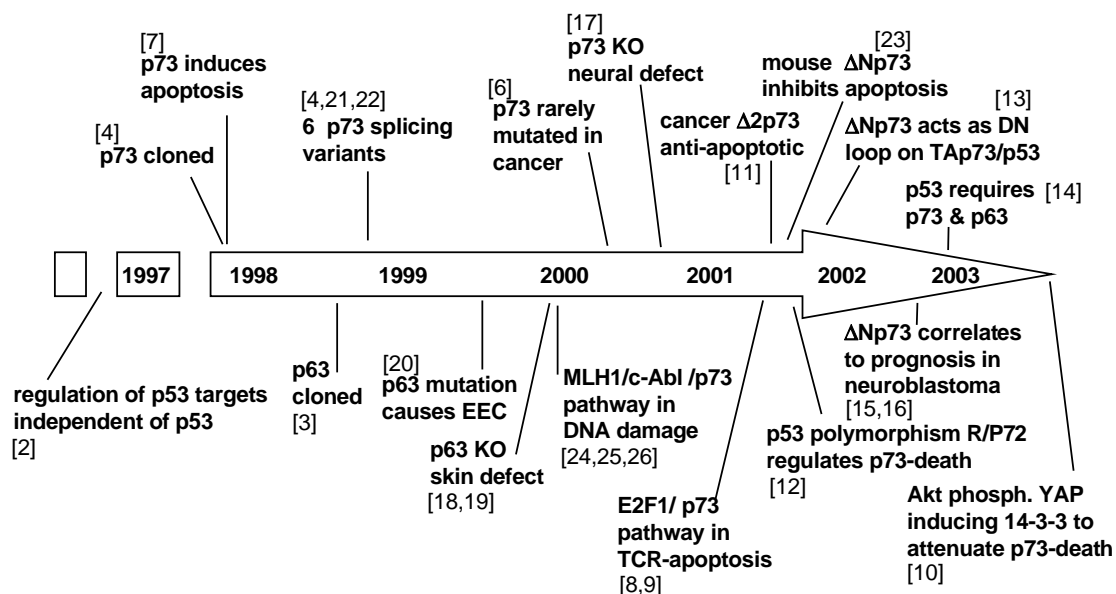 [7]
p73 induces
apoptosis
[4]
p73 cloned
[4,21,22]
6 p73 splicing
variants
[6]
p73 rarely
mutated in
cancer
[17]
p73 KO
neural defect
cancer Δ2p73
anti-apoptotic
[11]
[23]
mouse ΔNp73
inhibits apoptosis
[13]
ΔNp73 acts as DN
loop on TAp73/p53
p53 requires
p73 & p63
[14]
1997
1998
1999
2000
2001
2002
2003
regulation of p53 targets
independent of p53
[2]
p63
cloned
[3]
[20]
p63 mutation
causes EEC
p63 KO
skin defect
[18,19]
MLH1/c-Abl /p73
pathway in
DNA damage
[24,25,26]
E2F1/ p73
pathway in
TCR-apoptosis
[8,9]
p53 polymorphism R/P72
regulates p73-death
[12]
ΔNp73 correlates
to prognosis in
neuroblastoma
[15,16]
Akt phosph. YAP
inducing 14-3-3 to
attenuate p73-death
[10]